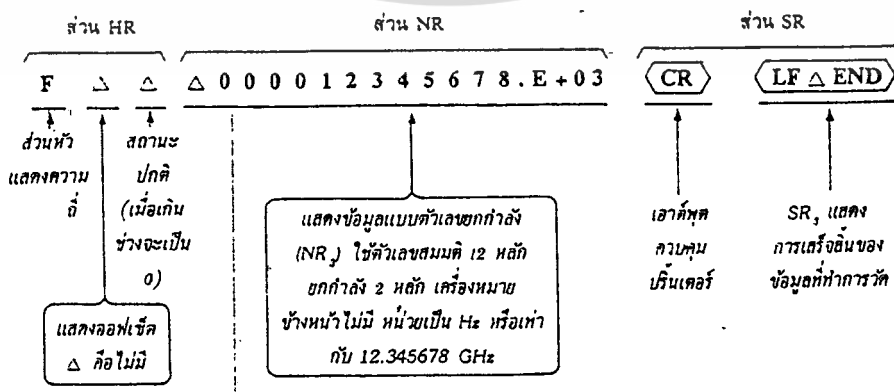 ส่วน HR ส่วน NR ส่วน SR
F △ △ △ 0 0 0 0 1 2 3 4 5 6 7 8 . E + 0 3 CR LF △ END
ส่วนหัว
แสดงความ
ถี่
สถานะ
ปกติ
(เมื่อเกิน
ช่วงจะเป็น
0)
แสดงออฟเซ็ต
△ คือไม่มี
แสดงข้อมูลแบบตัวเลขยกกำลัง
(NR₃) ใช้ตัวเลขสมมติ 12 หลัก
ยกกำลัง 2 หลัก เครื่องหมาย
ข้างหน้าไม่มี หน่วยเป็น Hz หรือเท่า
กับ 12.345678 GHz
เอาต์พุต
ควบคุม
ปริ้นเตอร์
SR₃ แสดง
การเสร็จสิ้นของ
ข้อมูลที่ทำการวัด